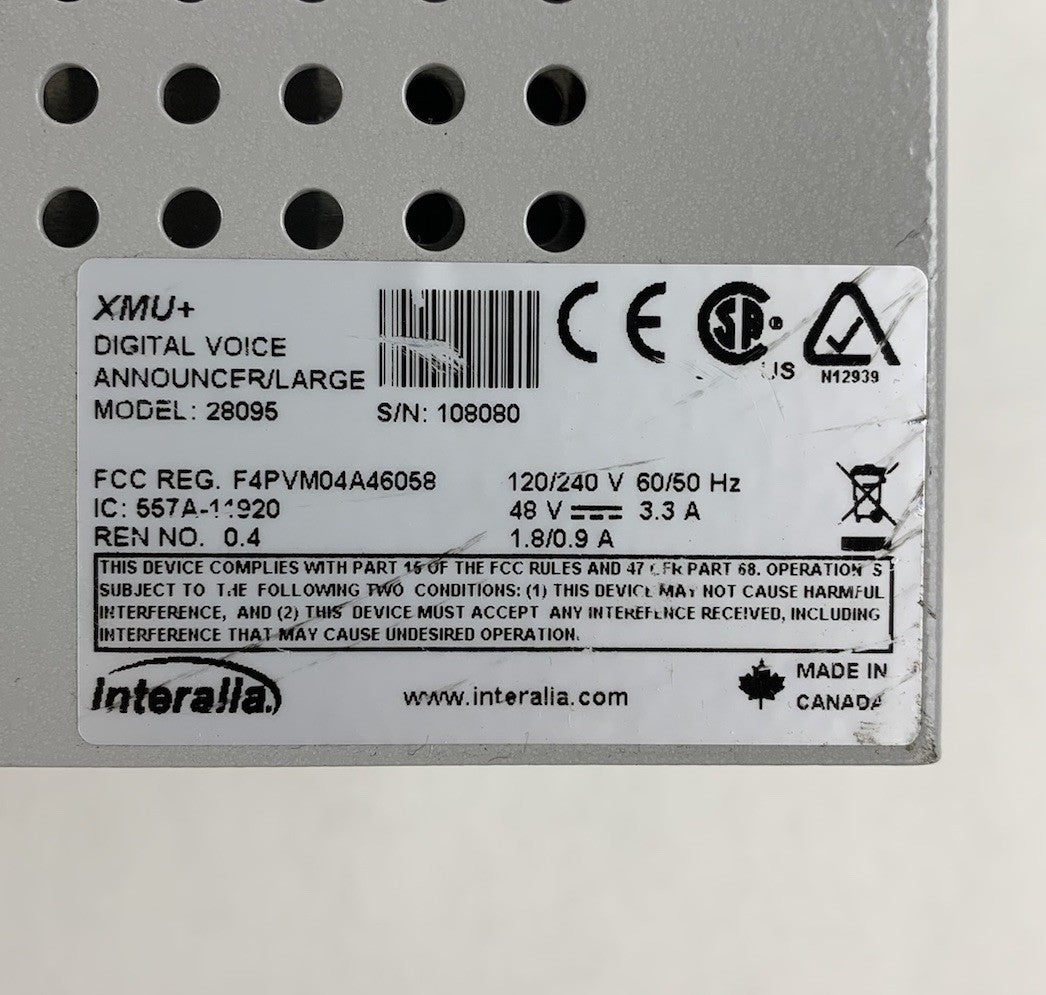 XMU+
DIGITAL VOICE
ANNOUNCER/LARGE
MODEL: 28095
S/N: 108080
CE
SA US
N12939
FCC REG. F4PVM04A46058
IC: 557A-11920
REN NO. 0.4
120/240 V 60/50 Hz
48 V 3.3 A
1.8/0.9 A
THIS DEVICE COMPLIES WITH PART 15 OF THE FCC RULES AND 47 CFR PART 68. OPERATION S
SUBJECT TO THE FOLLOWING TWO CONDITIONS: (1) THIS DEVICE MAY NOT CAUSE HARMFUL
INTERFERENCE, AND (2) THIS DEVICE MUST ACCEPT ANY INTEREFENCE RECEIVED, INCLUDING
INTERFERENCE THAT MAY CAUSE UNDESIRED OPERATION.
interalia
www.interalia.com
MADE IN
CANADA